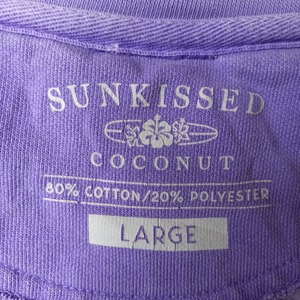 SUNKISSED
COCONUT
80% COTTON/20% POLYESTER
LARGE